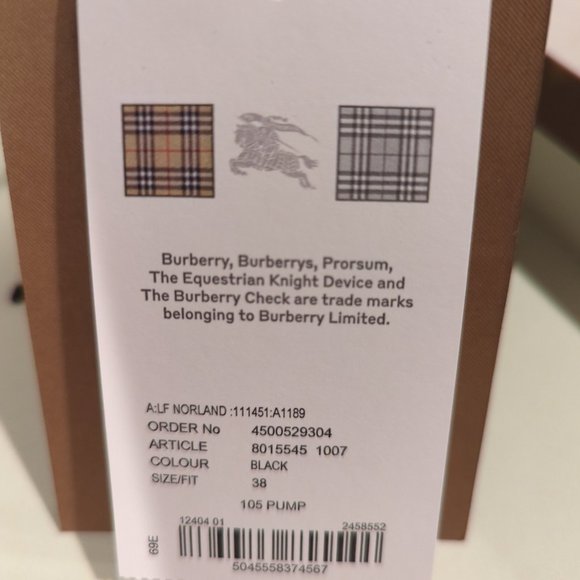 Burberry, Burberrys, Prorsum,
The Equestrian Knight Device and
The Burberry Check are trade marks
belonging to Burberry Limited.
A:LF NORLAND :111451:A1189
ORDER No 4500529304
ARTICLE 8015545 1007
COLOUR BLACK
SIZE/FIT 38
105 PUMP
12404 01 2458552
69E
5045558374567